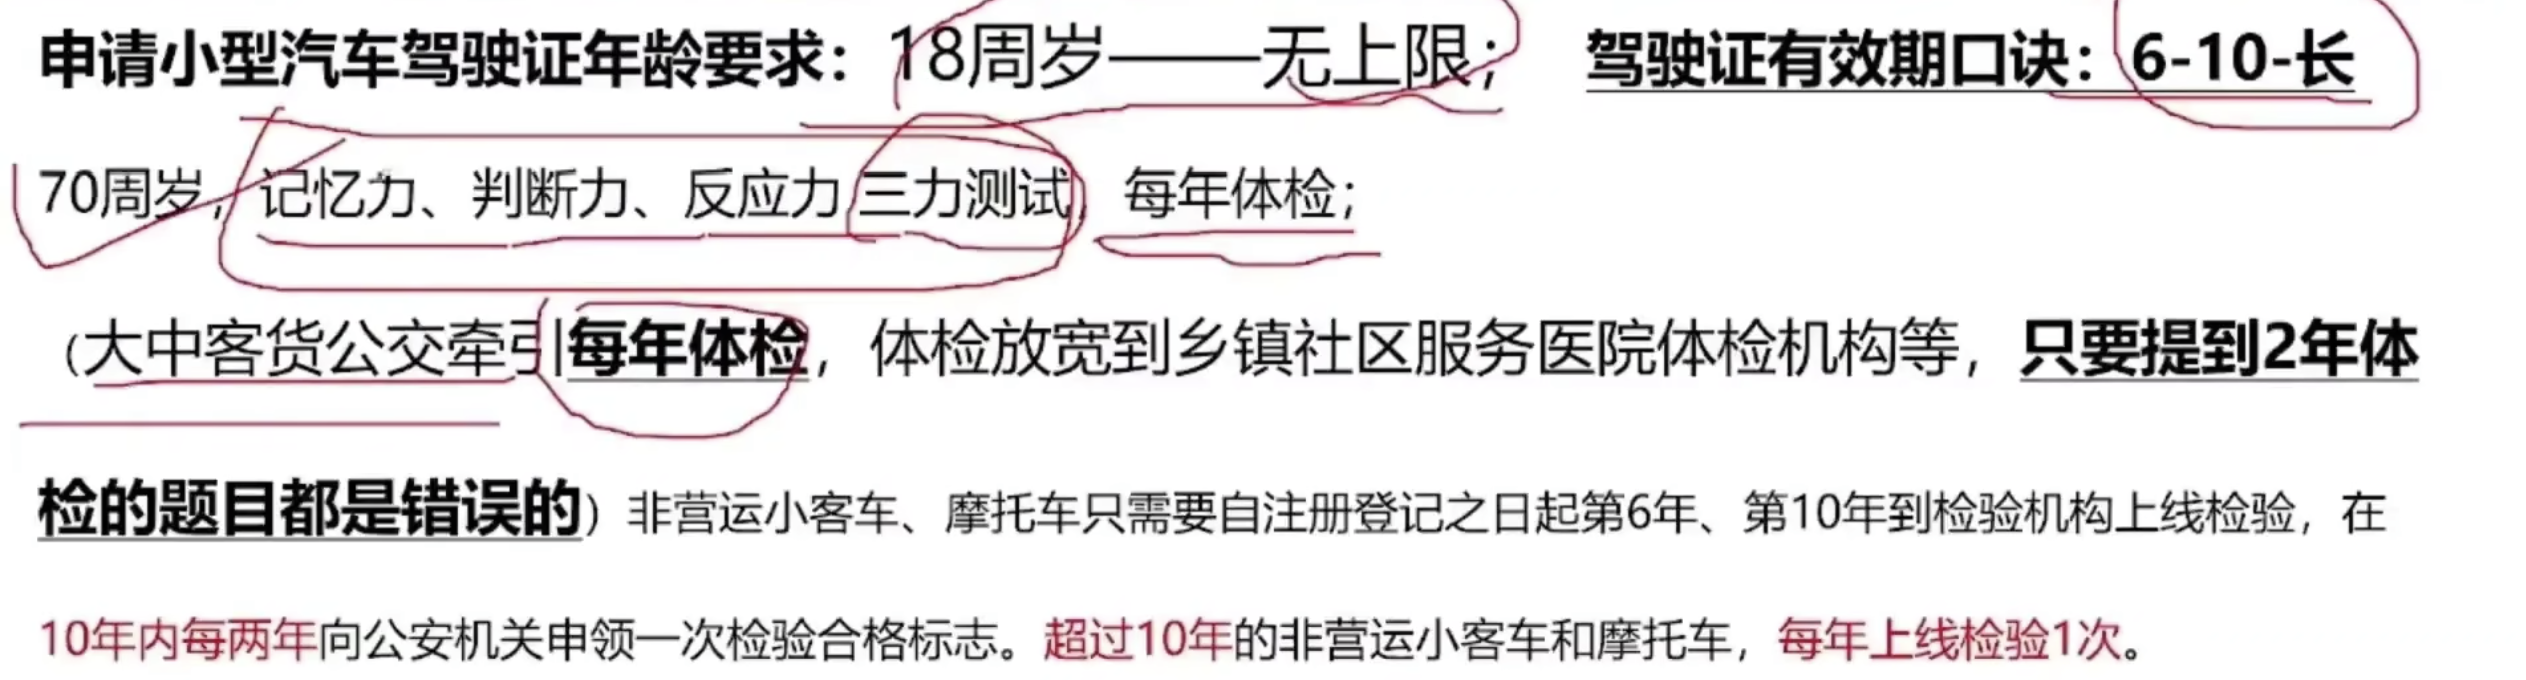 申请小型汽车驾驶证年龄要求：18周岁——无上限； 驾驶证有效期口诀：6-10-长
70周岁，记忆力、判断力、反应力三力测试，每年体检；
（大中客货公交牵引每年体检，体检放宽到乡镇社区服务医院体检机构等，只要提到2年体
检的题目都是错误的）非营运小客车、摩托车只需要自注册登记之日起第6年、第10年到检验机构上线检验，在
10年内每两年向公安机关申领一次检验合格标志。超过10年的非营运小客车和摩托车，每年上线检验1次。